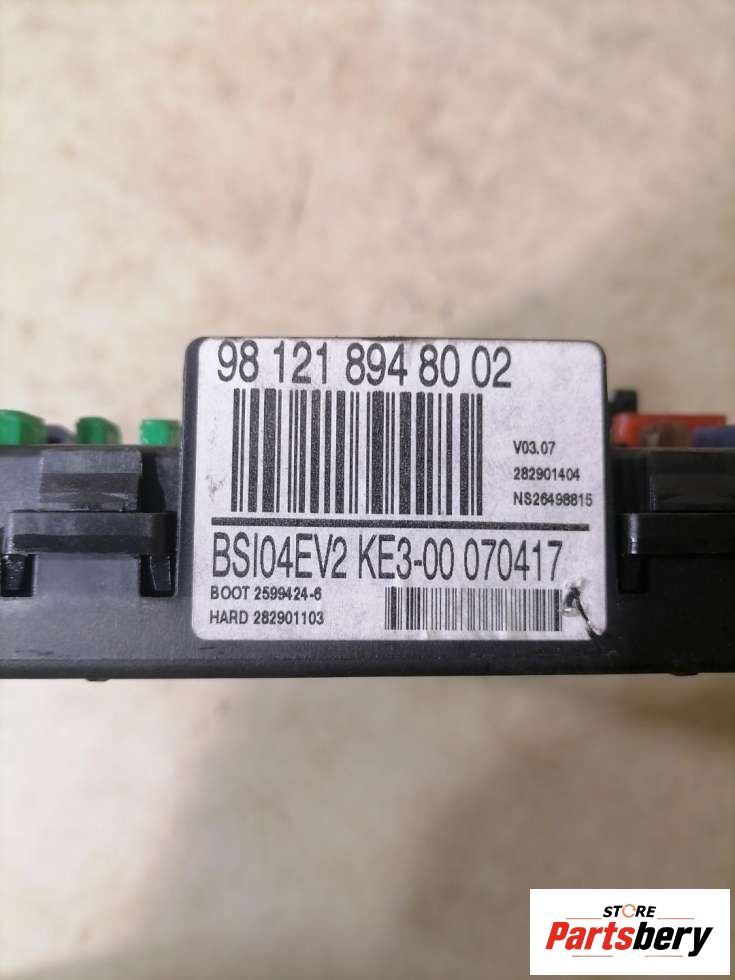 98 121 894 80 02
V03.07
282901404
NS26498815
BSI04EV2 KE3-00 070417
BOOT 2599424-6
HARD 282901103
STORE
Partsbery